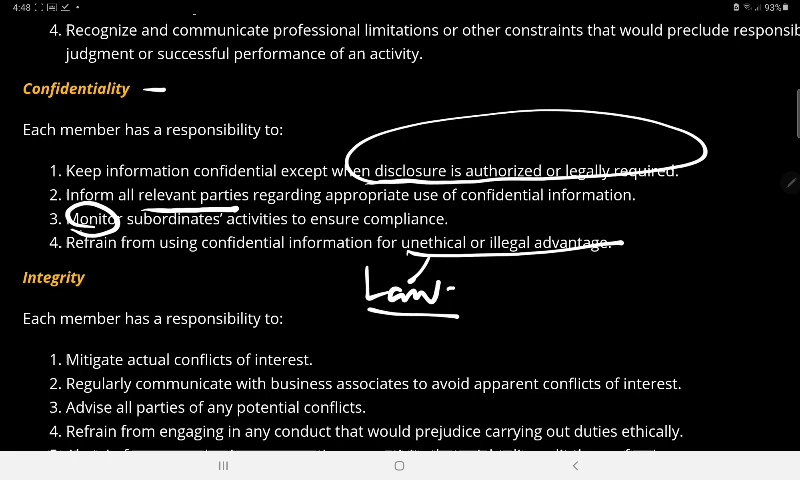 4:48
93%
4. Recognize and communicate professional limitations or other constraints that would preclude responsib
judgment or successful performance of an activity.
Confidentiality
Each member has a responsibility to:
1. Keep information confidential except when disclosure is authorized or legally required.
2. Inform all relevant parties regarding appropriate use of confidential information.
3. Monitor subordinates' activities to ensure compliance.
4. Refrain from using confidential information for unethical or illegal advantage.
Law
Integrity
Each member has a responsibility to:
1. Mitigate actual conflicts of interest.
2. Regularly communicate with business associates to avoid apparent conflicts of interest.
3. Advise all parties of any potential conflicts.
4. Refrain from engaging in any conduct that would prejudice carrying out duties ethically.